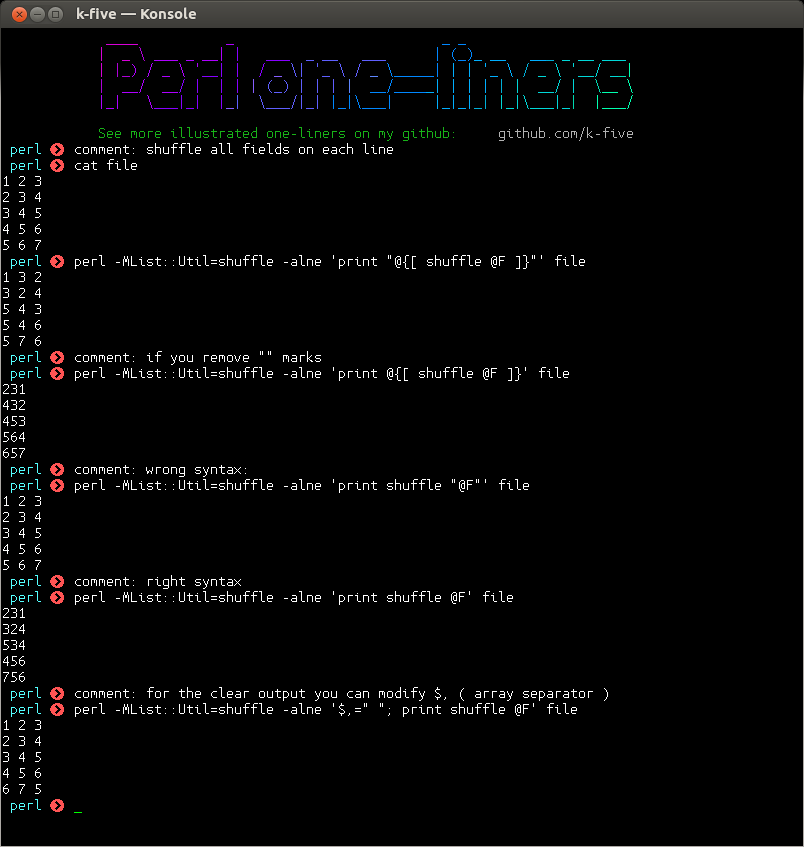 k-five — Konsole
Perl one-liners
See more illustrated one-liners on my github: github.com/k-five
perl ❯ comment: shuffle all fields on each line
perl ❯ cat file
1 2 3
2 3 4
3 4 5
4 5 6
5 6 7
perl ❯ perl -MList::Util=shuffle -alne 'print "@{[ shuffle @F ]}"' file
1 3 2
3 2 4
5 4 3
5 4 6
5 7 6
perl ❯ comment: if you remove "" marks
perl ❯ perl -MList::Util=shuffle -alne 'print @{[ shuffle @F ]}' file
231
432
453
564
657
perl ❯ comment: wrong syntax:
perl ❯ perl -MList::Util=shuffle -alne 'print shuffle "@F"' file
1 2 3
2 3 4
3 4 5
4 5 6
5 6 7
perl ❯ comment: right syntax
perl ❯ perl -MList::Util=shuffle -alne 'print shuffle @F' file
231
324
534
456
756
perl ❯ comment: for the clear output you can modify $, ( array separator )
perl ❯ perl -MList::Util=shuffle -alne '$,=" "; print shuffle @F' file
1 2 3
2 3 4
3 4 5
4 5 6
6 7 5
perl ❯ _